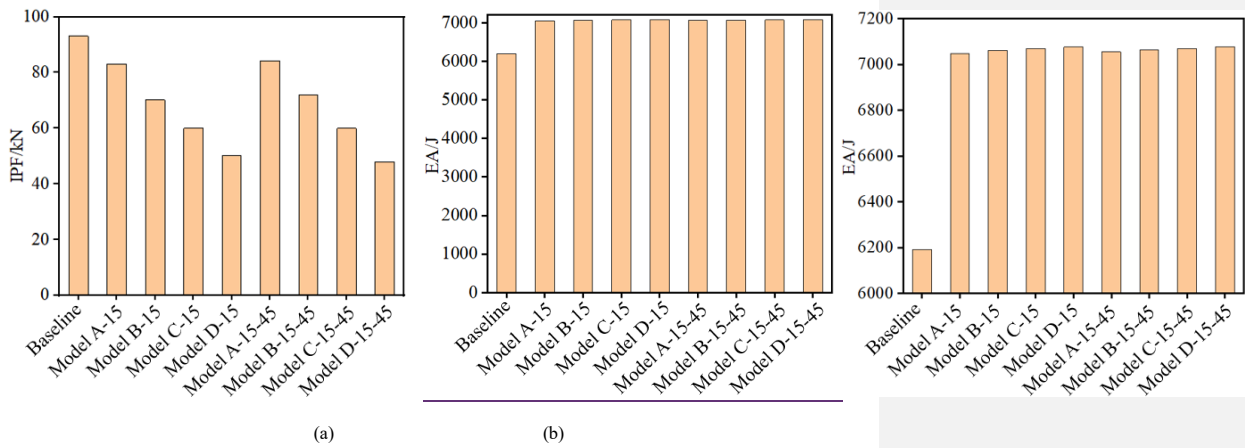 100
80
60
40
20
0
IPF/kN
Baseline
Model A-15
Model B-15
Model C-15
Model D-15
Model A-15-45
Model B-15-45
Model C-15-45
Model D-15-45
(a)
7000
6000
5000
4000
3000
2000
1000
0
EA/J
Baseline
Model A-15
Model B-15
Model C-15
Model D-15
Model A-15-45
Model B-15-45
Model C-15-45
Model D-15-45
(b)
7200
7000
6800
6600
6400
6200
6000
EA/J
Baseline
Model A-15
Model B-15
Model C-15
Model D-15
Model A-15-45
Model B-15-45
Model C-15-45
Model D-15-45